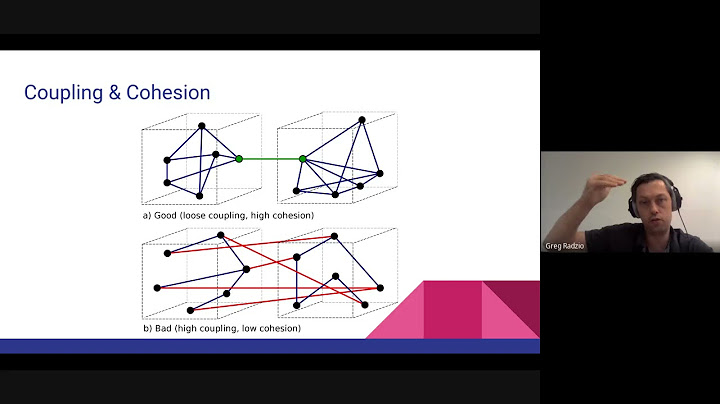 Coupling & Cohesion
a) Good (loose coupling, high cohesion)
b) Bad (high coupling, low cohesion)
Greg Radzio